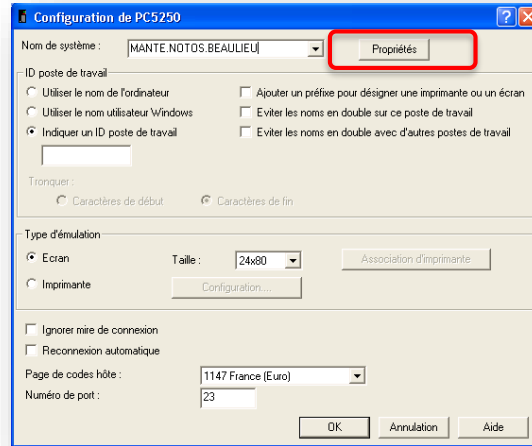 Configuration de PC5250
Nom de système : MANTE.NOTOS.BEAULIEU Propriétés
ID poste de travail
Utiliser le nom de l'ordinateur Ajouter un préfixe pour désigner une imprimante ou un écran
Utiliser le nom utilisateur Windows Eviter les noms en double sur ce poste de travail
Indiquer un ID poste de travail Eviter les noms en double avec d'autres postes de travail
Tronquer :
Caractères de début Caractères de fin
Type d'émulation
Ecran Taille : 24x80 Association d'imprimante
Imprimante Configuration....
Ignorer mire de connexion
Reconnexion automatique
Page de codes hôte : 1147 France (Euro)
Numéro de port : 23
OK Annulation Aide